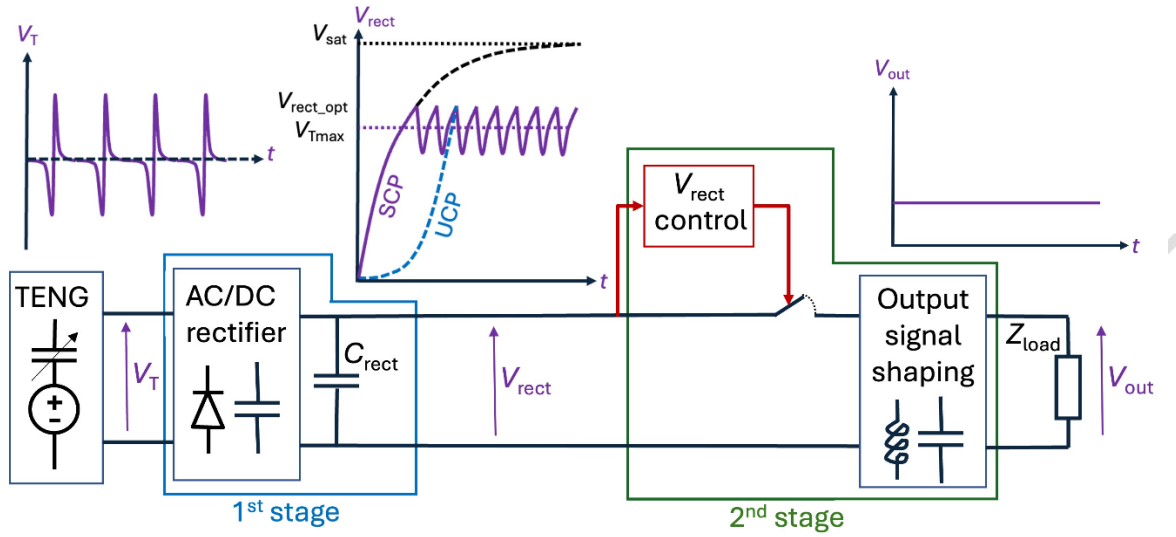 V_T
t
V_rect
V_sat
V_rect_opt
V_Tmax
SCP
UCP
t
V_out
t
TENG
+
−
V_T
AC/DC
rectifier
C_rect
1st stage
V_rect
V_rect
control
2nd stage
Output
signal
shaping
Z_load
V_out